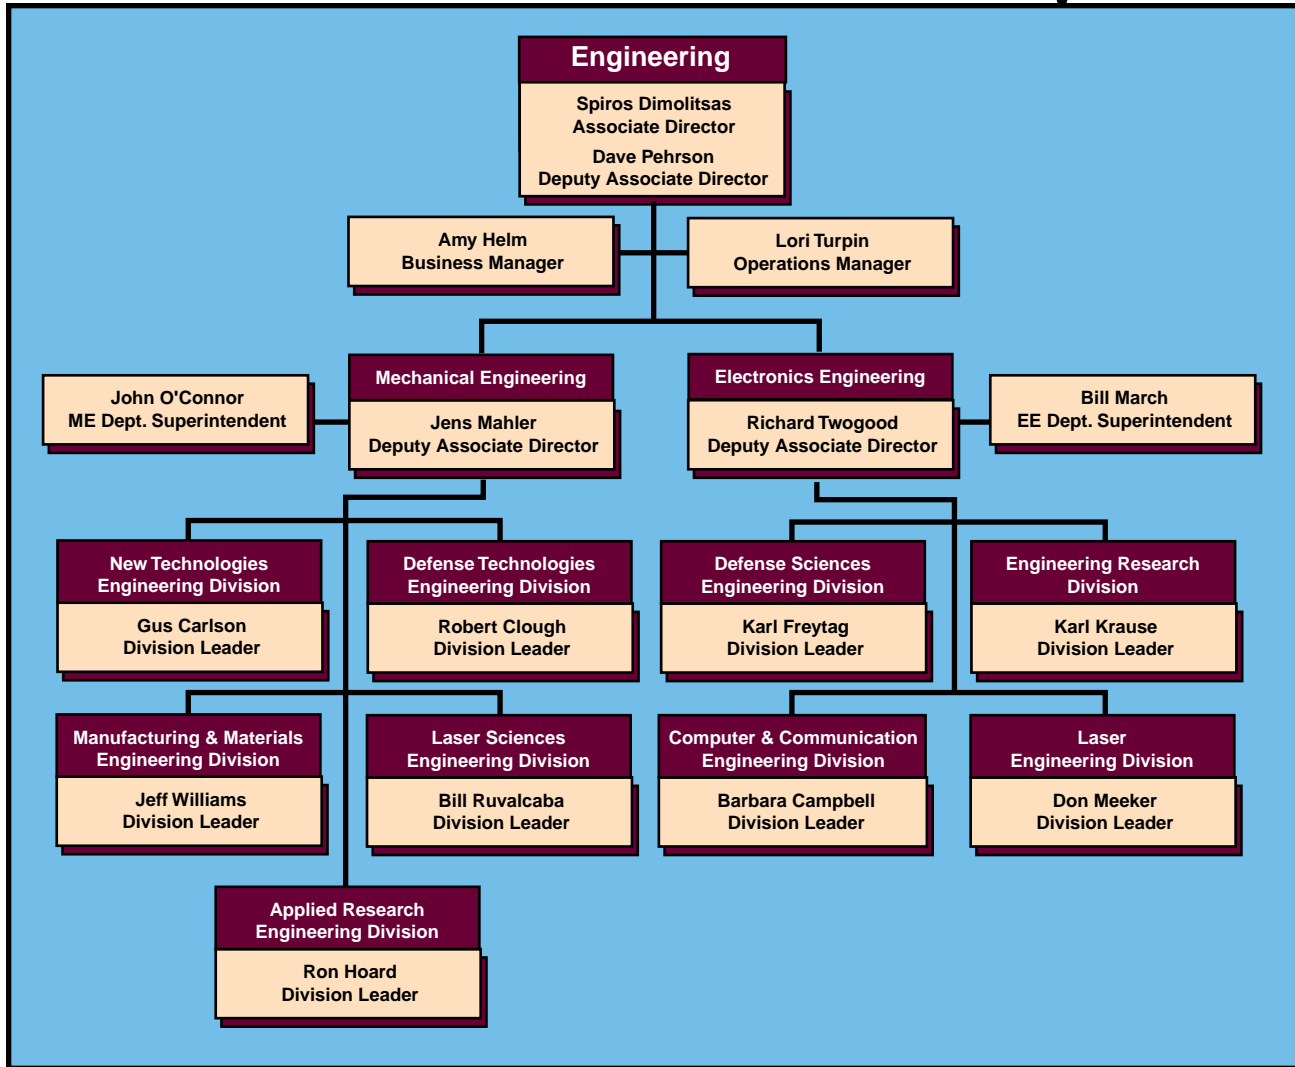 Engineering
Spiros Dimolitsas
Associate Director
Dave Pehrson
Deputy Associate Director
Amy Helm
Business Manager
Lori Turpin
Operations Manager
John O'Connor
ME Dept. Superintendent
Mechanical Engineering
Jens Mahler
Deputy Associate Director
Electronics Engineering
Richard Twogood
Deputy Associate Director
Bill March
EE Dept. Superintendent
New Technologies
Engineering Division
Gus Carlson
Division Leader
Defense Technologies
Engineering Division
Robert Clough
Division Leader
Defense Sciences
Engineering Division
Karl Freytag
Division Leader
Engineering Research
Division
Karl Krause
Division Leader
Manufacturing & Materials
Engineering Division
Jeff Williams
Division Leader
Laser Sciences
Engineering Division
Bill Ruvalcaba
Division Leader
Computer & Communication
Engineering Division
Barbara Campbell
Division Leader
Laser
Engineering Division
Don Meeker
Division Leader
Applied Research
Engineering Division
Ron Hoard
Division Leader